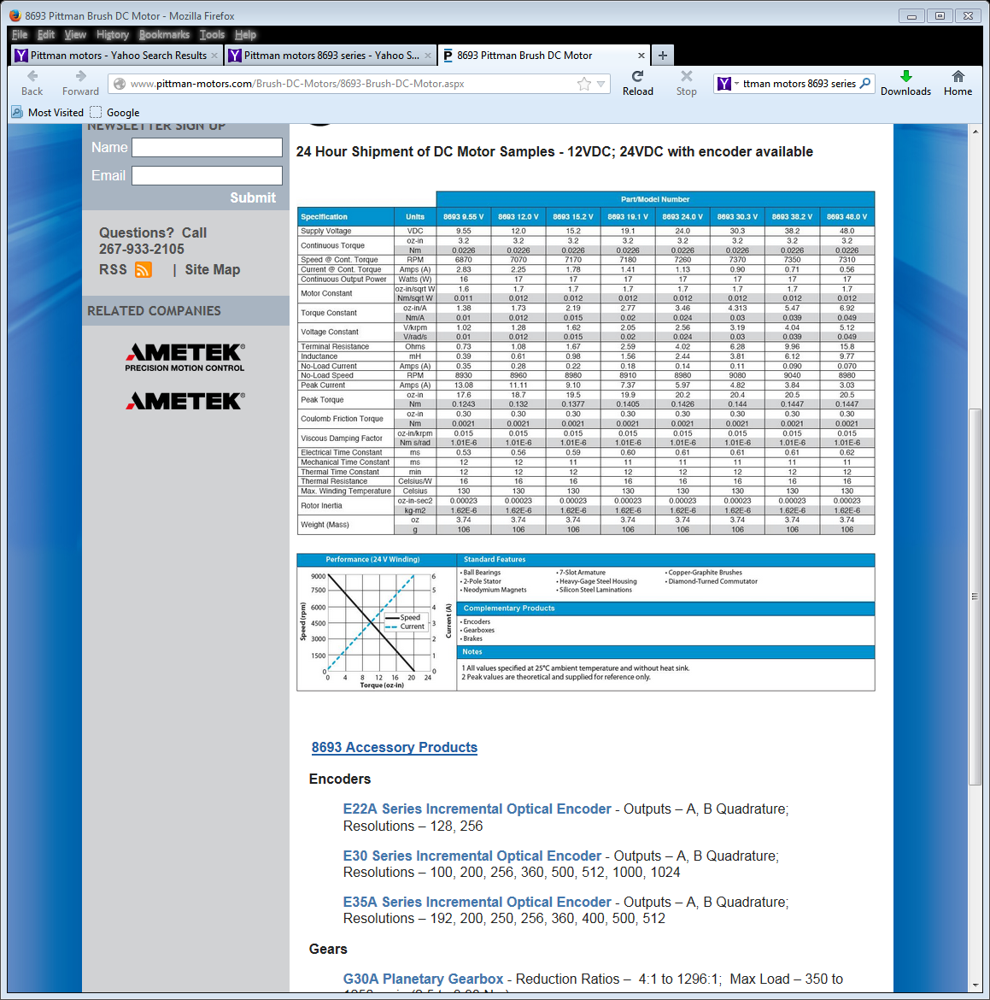 8693 Pittman Brush DC Motor - Mozilla Firefox
File Edit View History Bookmarks Tools Help
Pittman motors - Yahoo Search Results
Pittman motors 8693 series - Yahoo S...
8693 Pittman Brush DC Motor
Back Forward www.pittman-motors.com/Brush-DC-Motors/8693-Brush-DC-Motor.aspx Reload Stop ttman motors 8693 series Downloads Home
Most Visited Google
NEWSLETTER SIGN UP
Name
Email
Submit
Questions? Call
267-933-2105
RSS | Site Map
RELATED COMPANIES
AMETEK®
PRECISION MOTION CONTROL
AMETEK®
24 Hour Shipment of DC Motor Samples - 12VDC; 24VDC with encoder available
Part/Model Number
Specification Units 8693 9.55 V 8693 12.0 V 8693 15.2 V 8693 19.1 V 8693 24.0 V 8693 30.3 V 8693 38.2 V 8693 48.0 V
Supply Voltage VDC 9.55 12.0 15.2 19.1 24.0 30.3 38.2 48.0
Continuous Torque oz-in 3.2 3.2 3.2 3.2 3.2 3.2 3.2 3.2
Nm 0.0226 0.0226 0.0226 0.0226 0.0226 0.0226 0.0226 0.0226
Speed @ Cont. Torque RPM 6870 7070 7170 7180 7260 7370 7350 7310
Current @ Cont. Torque Amps (A) 2.83 2.25 1.78 1.41 1.13 0.90 0.71 0.56
Continuous Output Power Watts (W) 16 17 17 17 17 17 17 17
Motor Constant oz-in/sqrt W 1.6 1.7 1.7 1.7 1.7 1.7 1.7 1.7
Nm/sqrt W 0.011 0.012 0.012 0.012 0.012 0.012 0.012 0.012
Torque Constant oz-in/A 1.38 1.73 2.19 2.77 3.46 4.313 5.47 6.92
Nm/A 0.01 0.012 0.015 0.02 0.024 0.03 0.039 0.049
Voltage Constant V/krpm 1.02 1.28 1.62 2.05 2.56 3.19 4.04 5.12
V/rad/s 0.01 0.012 0.015 0.02 0.024 0.03 0.039 0.049
Terminal Resistance Ohms 0.73 1.08 1.67 2.59 4.02 6.28 9.96 15.8
Inductance mH 0.39 0.61 0.98 1.56 2.44 3.81 6.12 9.77
No-Load Current Amps (A) 0.35 0.28 0.22 0.18 0.14 0.11 0.090 0.070
No-Load Speed RPM 8930 8960 8980 8910 8980 9080 9040 8980
Peak Current Amps (A) 13.08 11.11 9.10 7.37 5.97 4.82 3.84 3.03
Peak Torque oz-in 17.6 18.7 19.5 19.9 20.2 20.4 20.5 20.5
Nm 0.1243 0.132 0.1377 0.1405 0.1426 0.144 0.1447 0.1447
Coulomb Friction Torque oz-in 0.30 0.30 0.30 0.30 0.30 0.30 0.30 0.30
Nm 0.0021 0.0021 0.0021 0.0021 0.0021 0.0021 0.0021 0.0021
Viscous Damping Factor oz-in/krpm 0.015 0.015 0.015 0.015 0.015 0.015 0.015 0.015
Nm s/rad 1.01E-6 1.01E-6 1.01E-6 1.01E-6 1.01E-6 1.01E-6 1.01E-6 1.01E-6
Electrical Time Constant ms 0.53 0.56 0.59 0.60 0.61 0.61 0.61 0.62
Mechanical Time Constant ms 12 12 11 11 11 11 11 11
Thermal Time Constant min 12 12 12 12 12 12 12 12
Thermal Resistance Celsius/W 16 16 16 16 16 16 16 16
Max. Winding Temperature Celsius 130 130 130 130 130 130 130 130
Rotor Inertia oz-in-sec2 0.00023 0.00023 0.00023 0.00023 0.00023 0.00023 0.00023 0.00023
kg-m2 1.62E-6 1.62E-6 1.62E-6 1.62E-6 1.62E-6 1.62E-6 1.62E-6 1.62E-6
Weight (Mass) oz 3.74 3.74 3.74 3.74 3.74 3.74 3.74 3.74
g 106 106 106 106 106 106 106 106
Performance (24 V Winding)
Speed (rpm)
9000 7500 6000 4500 3000 1500 0
Speed
Current
6 5 4 3 2 1 0
Current (A)
0 4 8 12 16 20 24
Torque (oz-in)
Standard Features
• Ball Bearings • 7-Slot Armature • Copper-Graphite Brushes
• 2-Pole Stator • Heavy-Gage Steel Housing • Diamond-Turned Commutator
• Neodymium Magnets • Silicon Steel Laminations
Complementary Products
• Encoders
• Gearboxes
• Brakes
Notes
1 All values specified at 25°C ambient temperature and without heat sink.
2 Peak values are theoretical and supplied for reference only.
8693 Accessory Products
Encoders
E22A Series Incremental Optical Encoder - Outputs – A, B Quadrature;
Resolutions – 128, 256
E30 Series Incremental Optical Encoder - Outputs – A, B Quadrature;
Resolutions – 100, 200, 256, 360, 500, 512, 1000, 1024
E35A Series Incremental Optical Encoder - Outputs – A, B Quadrature;
Resolutions – 192, 200, 250, 256, 360, 400, 500, 512
Gears
G30A Planetary Gearbox - Reduction Ratios – 4:1 to 1296:1; Max Load – 350 to